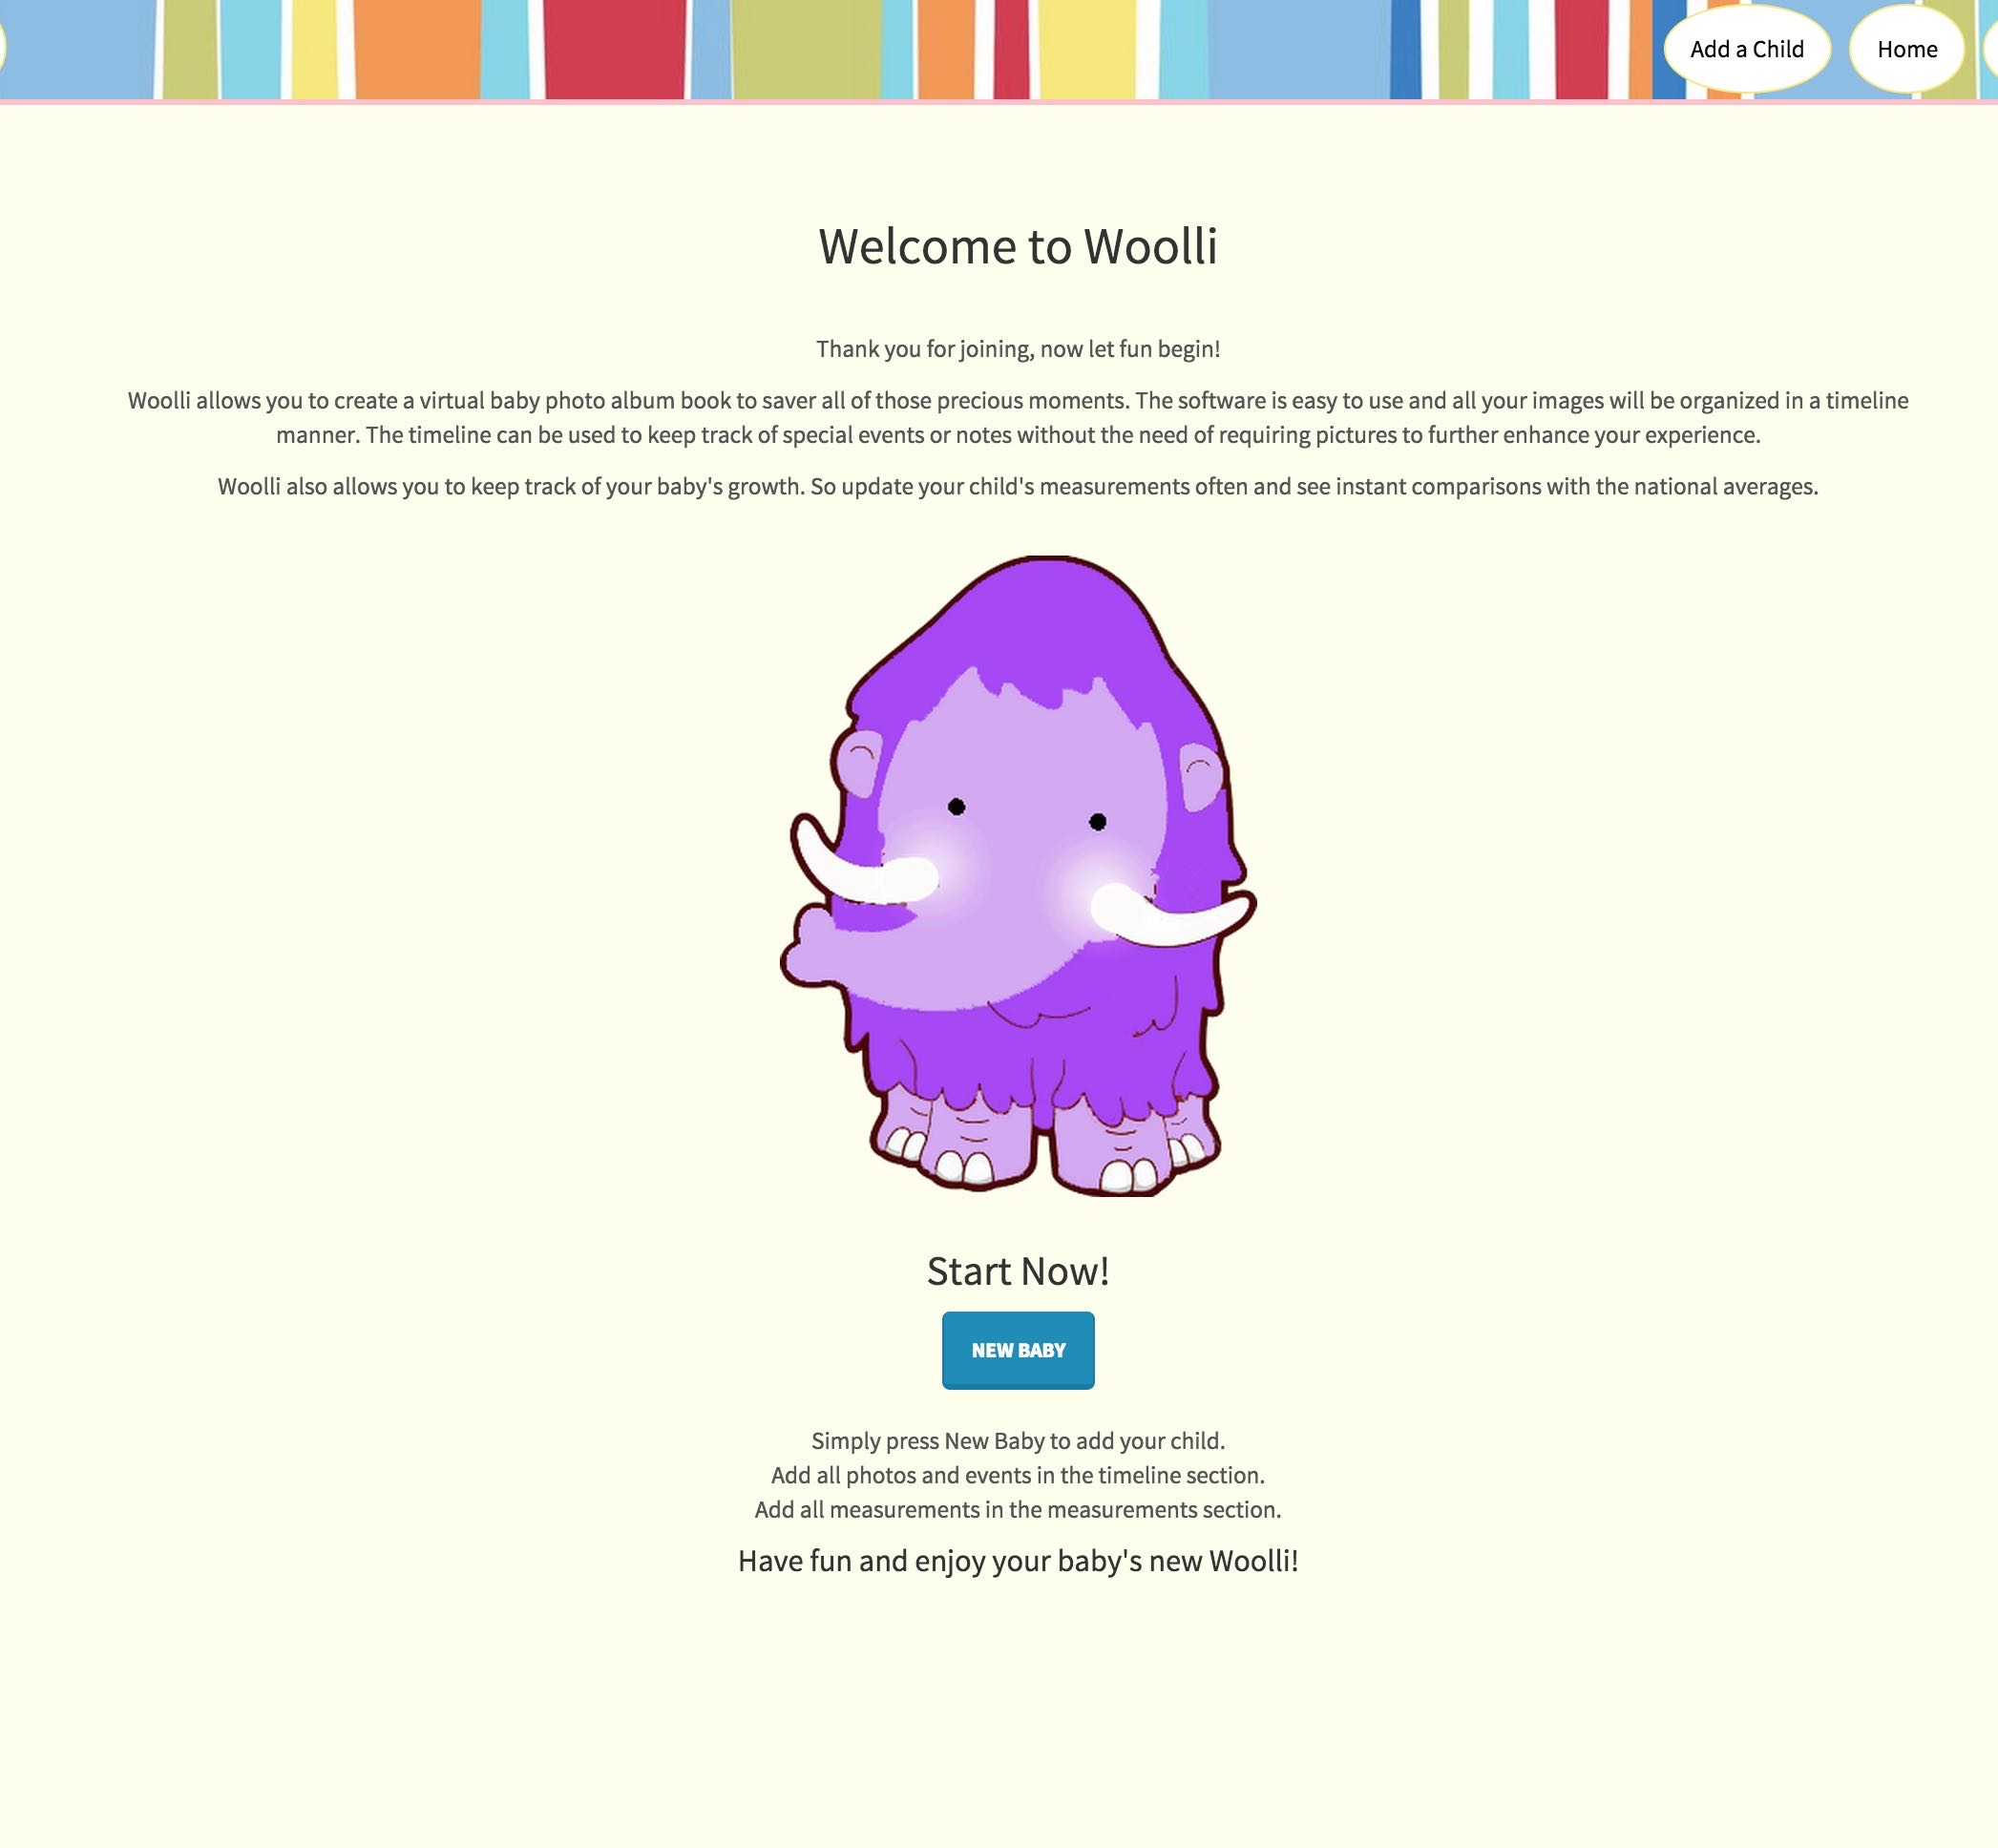 Add a Child
Home
Welcome to Woolli
Thank you for joining, now let fun begin!
Woolli allows you to create a virtual baby photo album book to saver all of those precious moments. The software is easy to use and all your images will be organized in a timeline
manner. The timeline can be used to keep track of special events or notes without the need of requiring pictures to further enhance your experience.
Woolli also allows you to keep track of your baby's growth. So update your child's measurements often and see instant comparisons with the national averages.
Start Now!
NEW BABY
Simply press New Baby to add your child.
Add all photos and events in the timeline section.
Add all measurements in the measurements section.
Have fun and enjoy your baby's new Woolli!